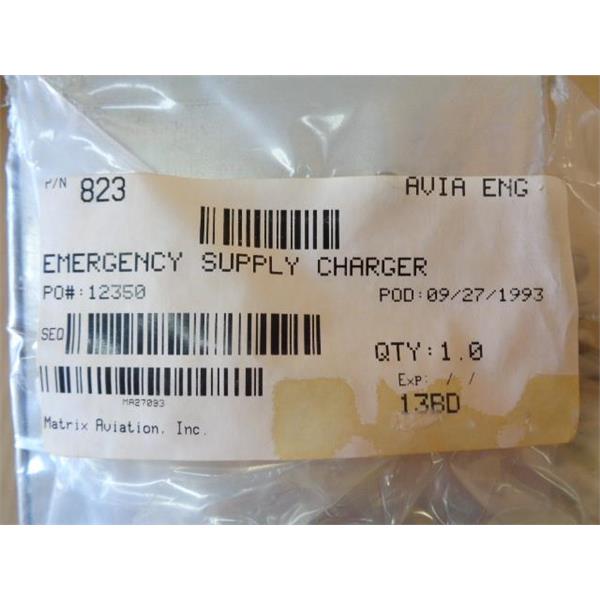 P/N 823 AVIA ENG
EMERGENCY SUPPLY CHARGER
PO#:12350 POD:09/27/1993
SEQ
QTY:1.0
Exp: / /
MA27093
13BD
Matrix Aviation, Inc.